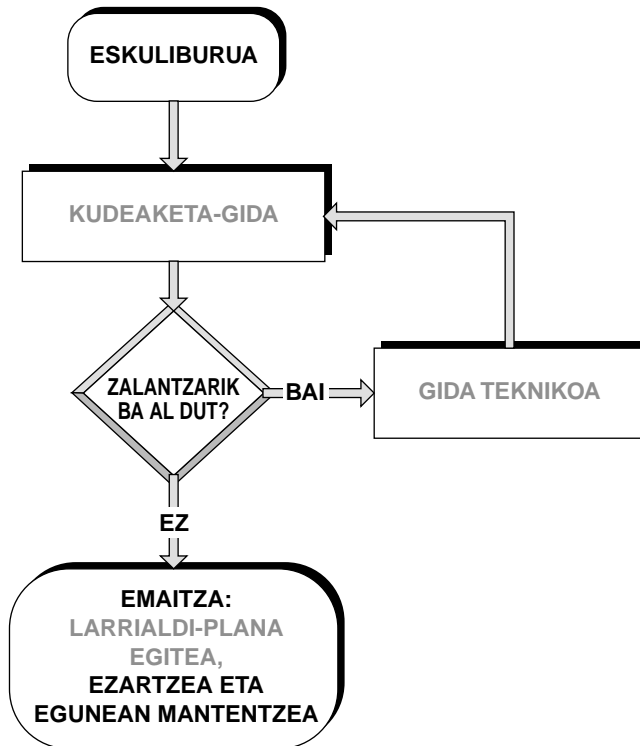 ESKULIBURUA
KUDEAKETA-GIDA
ZALANTZARIK
BA AL DUT?
BAI
GIDA TEKNIKOA
EZ
EMAITZA:
LARRIALDI-PLANA
EGITEA,
EZARTZEA ETA
EGUNEAN MANTENTZEA